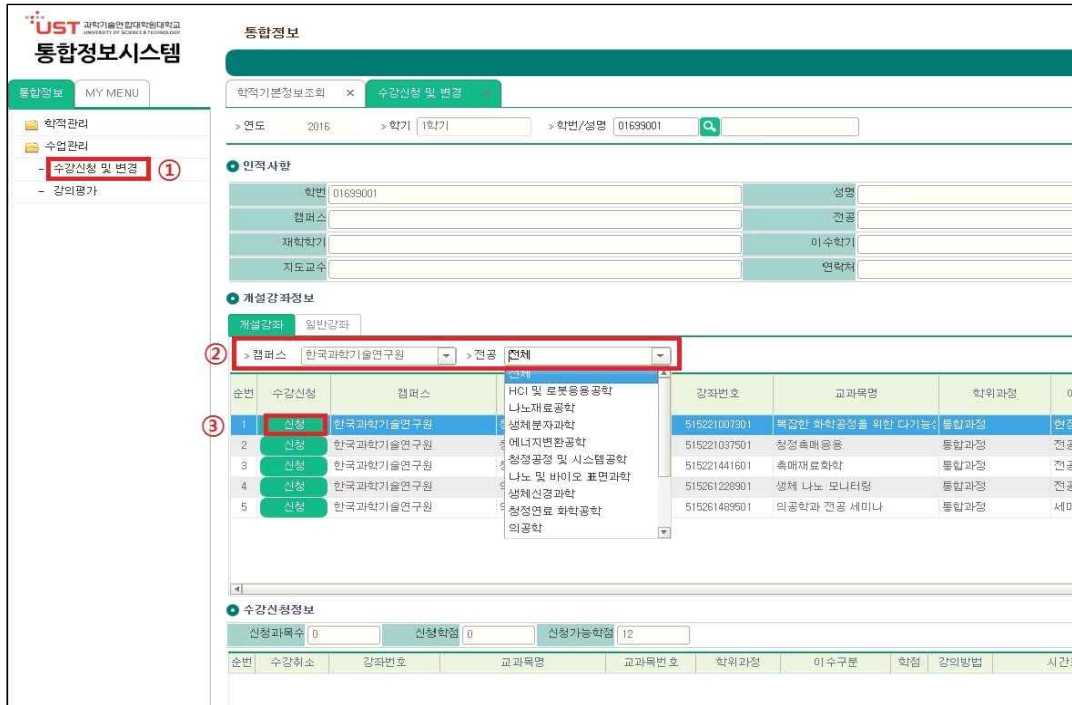 UST 과학기술연합대학원대학교
UNIVERSITY OF SCIENCE & TECHNOLOGY
통합정보시스템
통합정보
통합정보 MY MENU
학적기본정보조회 × 수강신청 및 변경 ×
학적관리
수업관리
- 수강신청 및 변경 ①
- 강의평가
> 연도 2016 > 학기 1학기 > 학번/성명 01699001
인적사항
학번 01699001 성명
캠퍼스 전공
재학학기 이수학기
지도교수 연락처
개설강좌정보
개설강좌 일반강좌
② > 캠퍼스 한국과학기술연구원 > 전공 전체
전체
HCI 및 로봇응용공학
나노재료공학
생체분자과학
에너지변환공학
청정공정 및 시스템공학
나노 및 바이오 표면과학
생체신경과학
청정연료 화학공학
의공학
순번 수강신청 캠퍼스 강좌번호 교과목명 학위과정
③ 1 신청 한국과학기술연구원 515221007301 복잡한 화학공정을 위한 다기능 통합과정
2 신청 한국과학기술연구원 515221037501 청정촉매응용 통합과정 전공
3 신청 한국과학기술연구원 515221441601 촉매재료화학 통합과정 전공
4 신청 한국과학기술연구원 515261228901 생체 나노 모니터링 통합과정 전공
5 신청 한국과학기술연구원 515261489501 의공학과 전공 세미나 통합과정
수강신청정보
신청과목수 0 신청학점 0 신청가능학점 12
순번 수강취소 강좌번호 교과목명 교과목번호 학위과정 이수구분 학점 강의방법